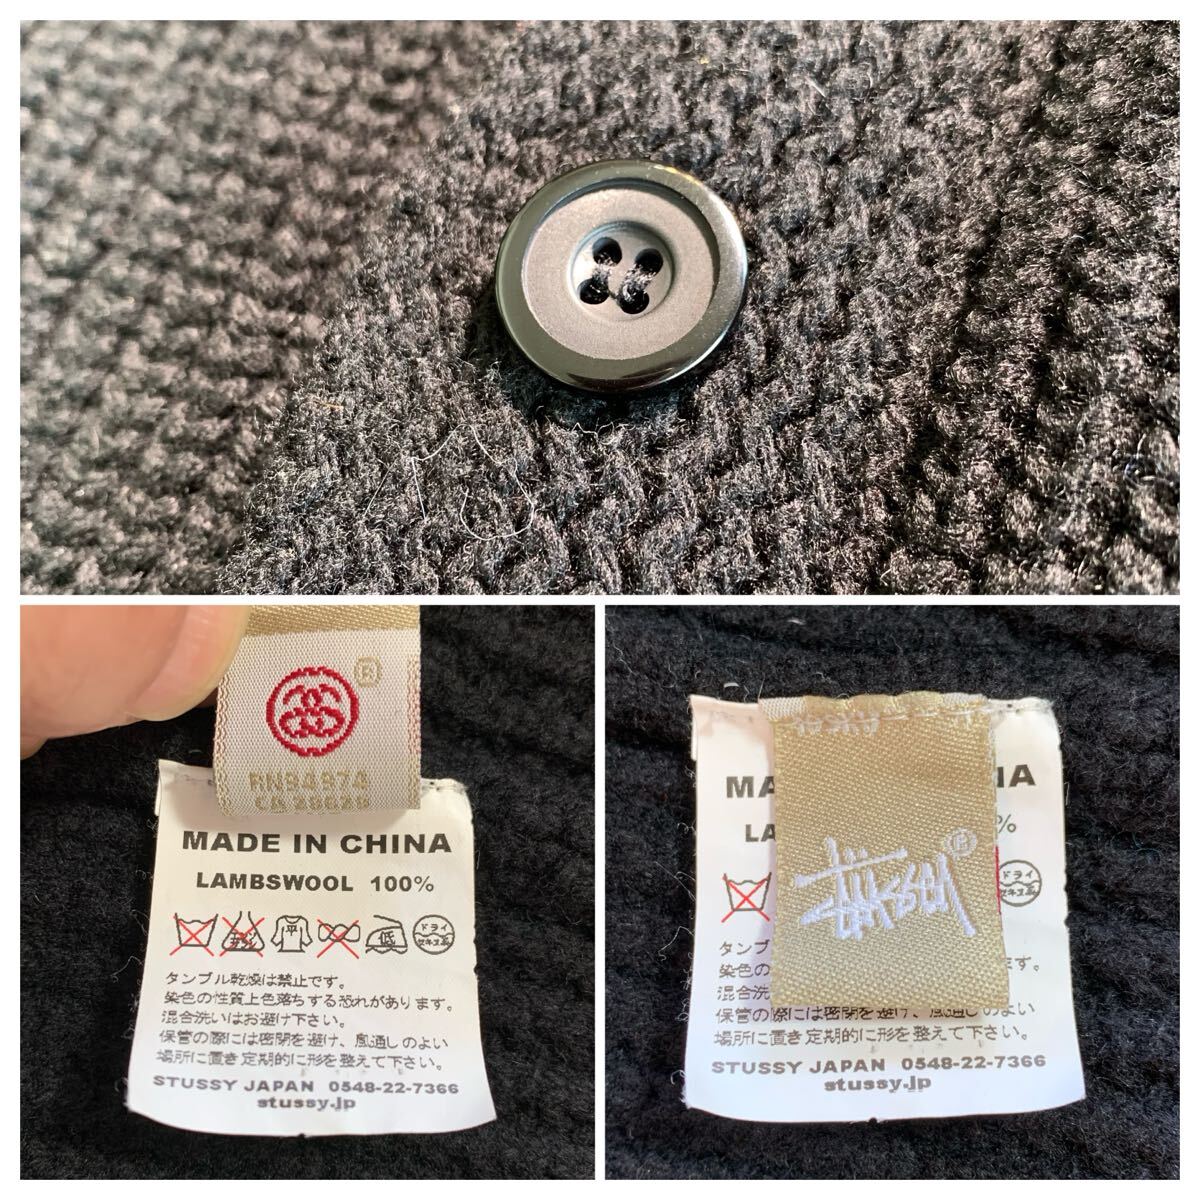 ®
RN94974
CA28620
MADE IN CHINA
LAMBSWOOL 100%
低 ドライ
タンブル乾燥は禁止です。
染色の性質上色落ちする恐れがあります。
混合洗いはお避け下さい。
保管の際には密閉を避け、風通しのよい
場所に置き定期的に形を整えて下さい。
STUSSY JAPAN 0548-22-7366
stussy.jp
MA IA
LA %
Stüssy ®
ドライ
タンブ
染色の ます。
混合洗
保管の際には密閉を避け、風通しのよい
場所に置き定期的に形を整えて下さい。
STUSSY JAPAN 0548-22-7366
stussy.jp